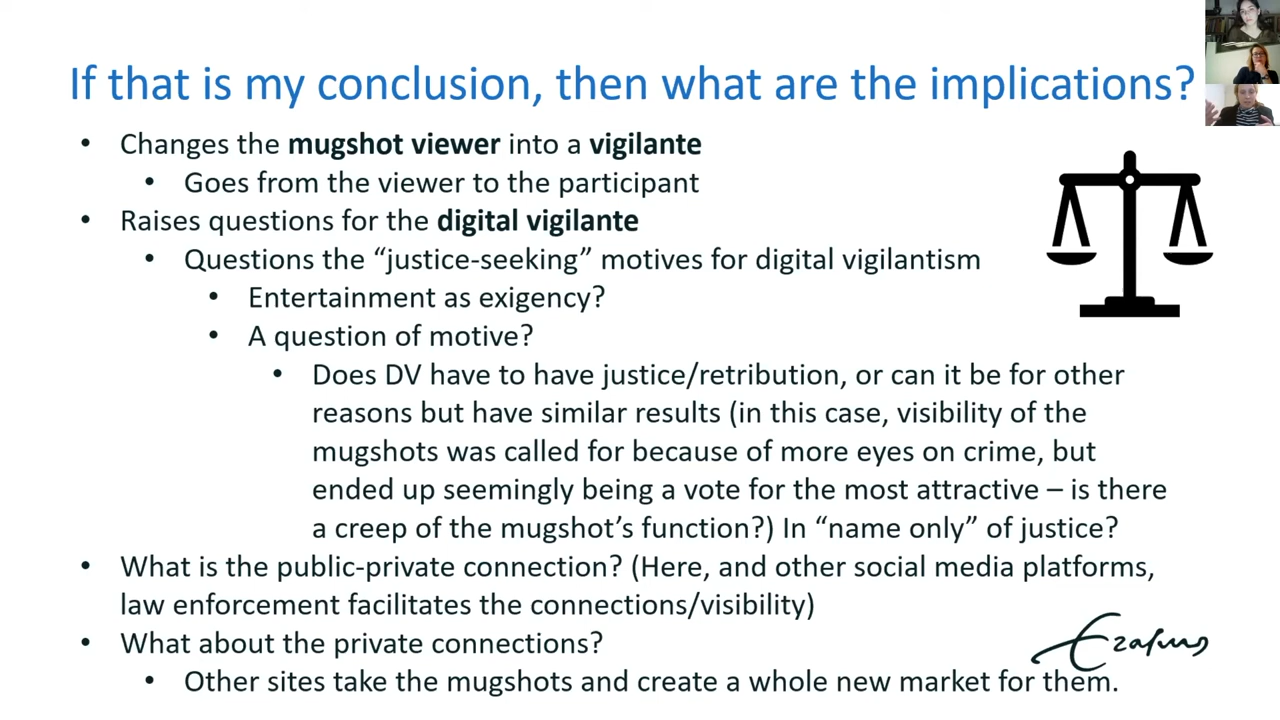 If that is my conclusion, then what are the implications?
• Changes the mugshot viewer into a vigilante
• Goes from the viewer to the participant
• Raises questions for the digital vigilante
• Questions the “justice-seeking” motives for digital vigilantism
• Entertainment as exigency?
• A question of motive?
• Does DV have to have justice/retribution, or can it be for other
reasons but have similar results (in this case, visibility of the
mugshots was called for because of more eyes on crime, but
ended up seemingly being a vote for the most attractive – is there
a creep of the mugshot’s function?) In “name only” of justice?
• What is the public-private connection? (Here, and other social media platforms,
law enforcement facilitates the connections/visibility)
• What about the private connections?
Erasmus
• Other sites take the mugshots and create a whole new market for them.